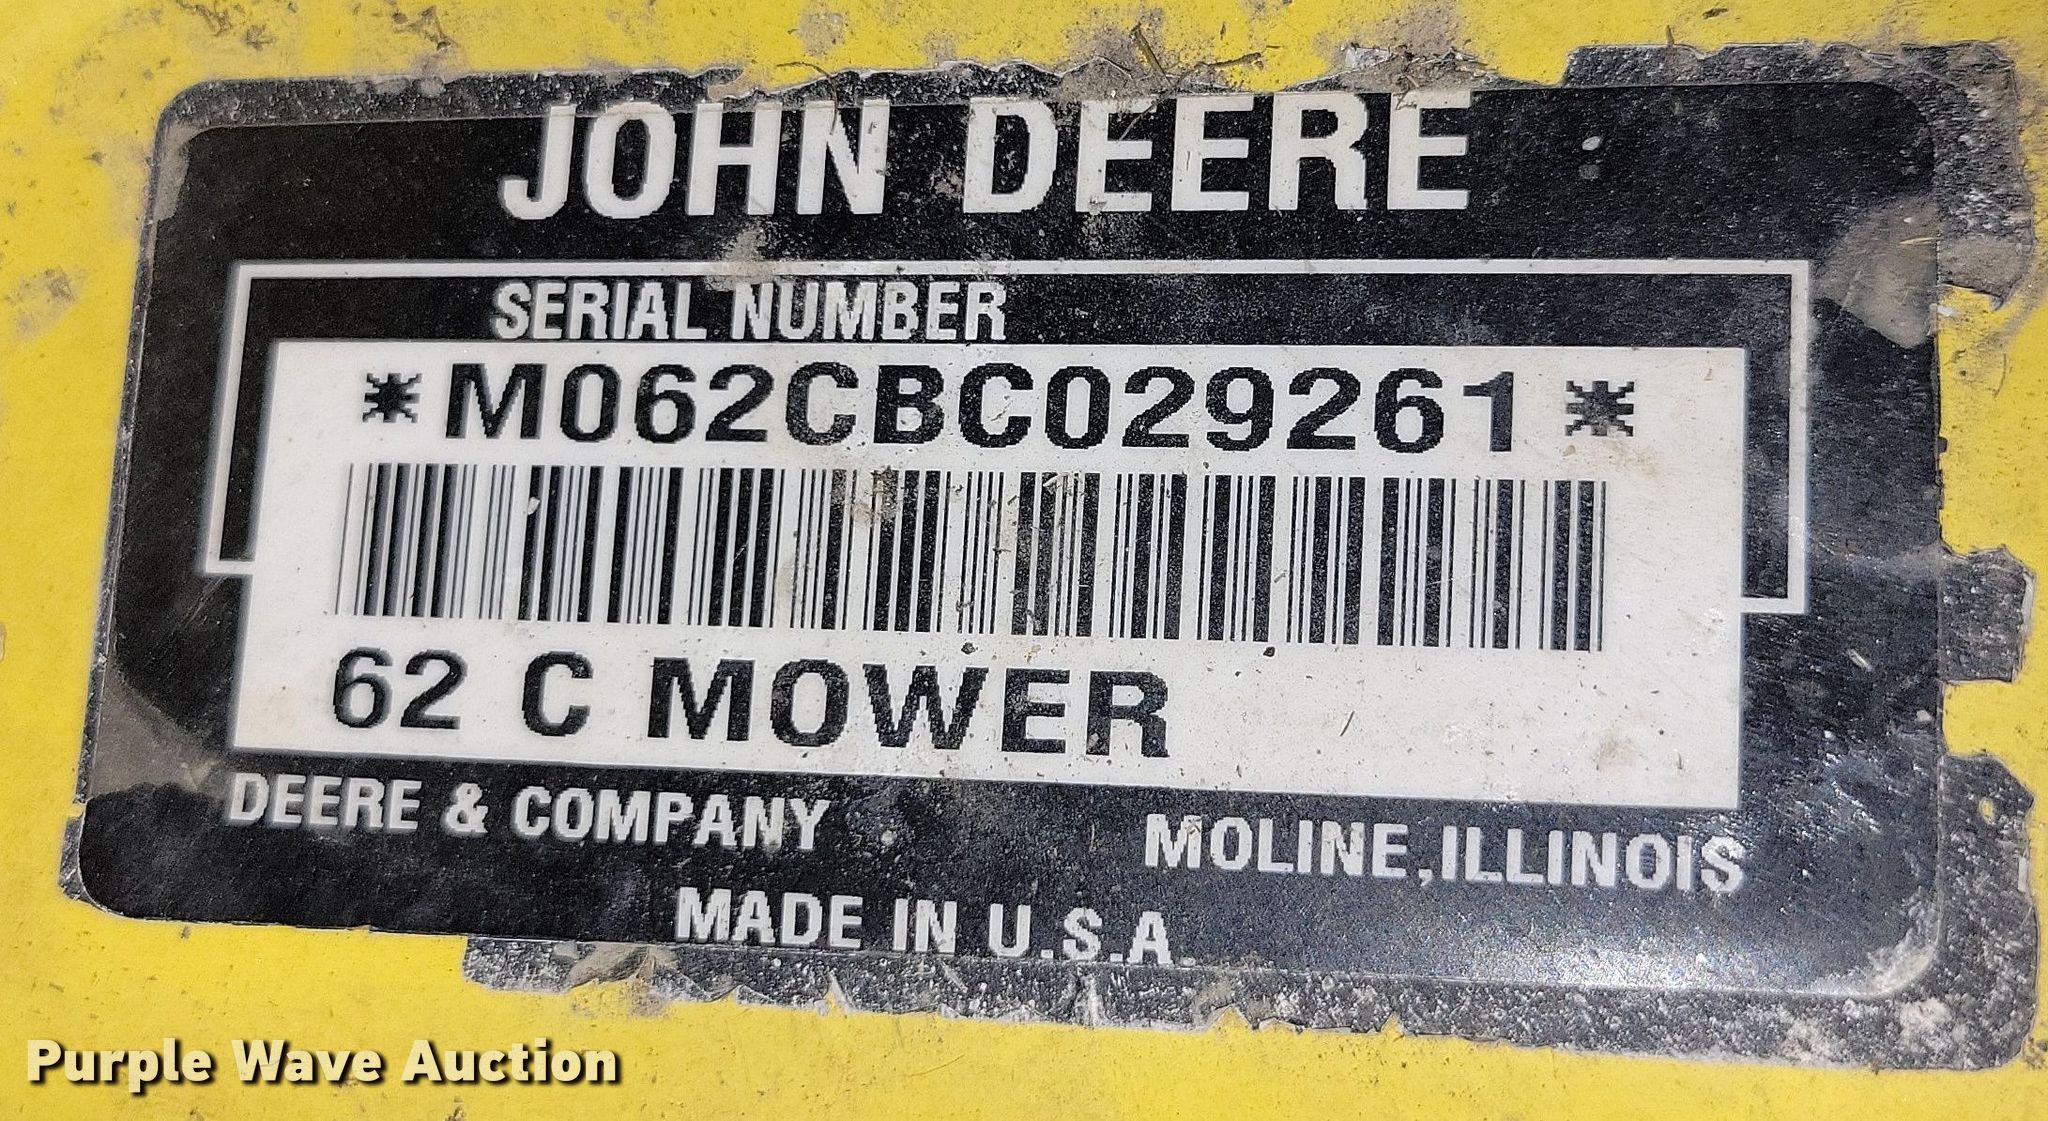 JOHN DEERE
SERIAL NUMBER
*M062CBC029261*
62 C MOWER
DEERE & COMPANY MOLINE,ILLINOIS
MADE IN U.S.A.
Purple Wave Auction